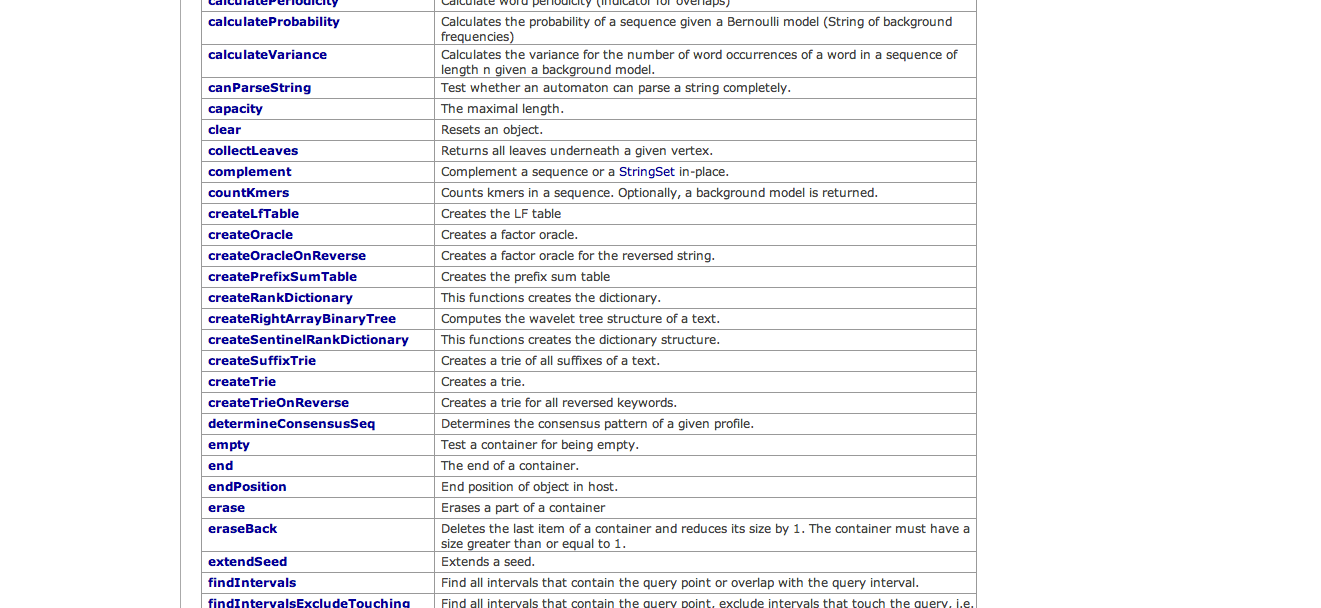 calculatePeriodicity Calculate word periodicity (indicator for overlaps)
calculateProbability Calculates the probability of a sequence given a Bernoulli model (String of background
frequencies)
calculateVariance Calculates the variance for the number of word occurrences of a word in a sequence of
length n given a background model.
canParseString Test whether an automaton can parse a string completely.
capacity The maximal length.
clear Resets an object.
collectLeaves Returns all leaves underneath a given vertex.
complement Complement a sequence or a StringSet in-place.
countKmers Counts kmers in a sequence. Optionally, a background model is returned.
createLfTable Creates the LF table
createOracle Creates a factor oracle.
createOracleOnReverse Creates a factor oracle for the reversed string.
createPrefixSumTable Creates the prefix sum table
createRankDictionary This functions creates the dictionary.
createRightArrayBinaryTree Computes the wavelet tree structure of a text.
createSentinelRankDictionary This functions creates the dictionary structure.
createSuffixTrie Creates a trie of all suffixes of a text.
createTrie Creates a trie.
createTrieOnReverse Creates a trie for all reversed keywords.
determineConsensusSeq Determines the consensus pattern of a given profile.
empty Test a container for being empty.
end The end of a container.
endPosition End position of object in host.
erase Erases a part of a container
eraseBack Deletes the last item of a container and reduces its size by 1. The container must have a
size greater than or equal to 1.
extendSeed Extends a seed.
findIntervals Find all intervals that contain the query point or overlap with the query interval.
findIntervalsExcludeTouching Find all intervals that contain the query point, exclude intervals that touch the query, i.e.